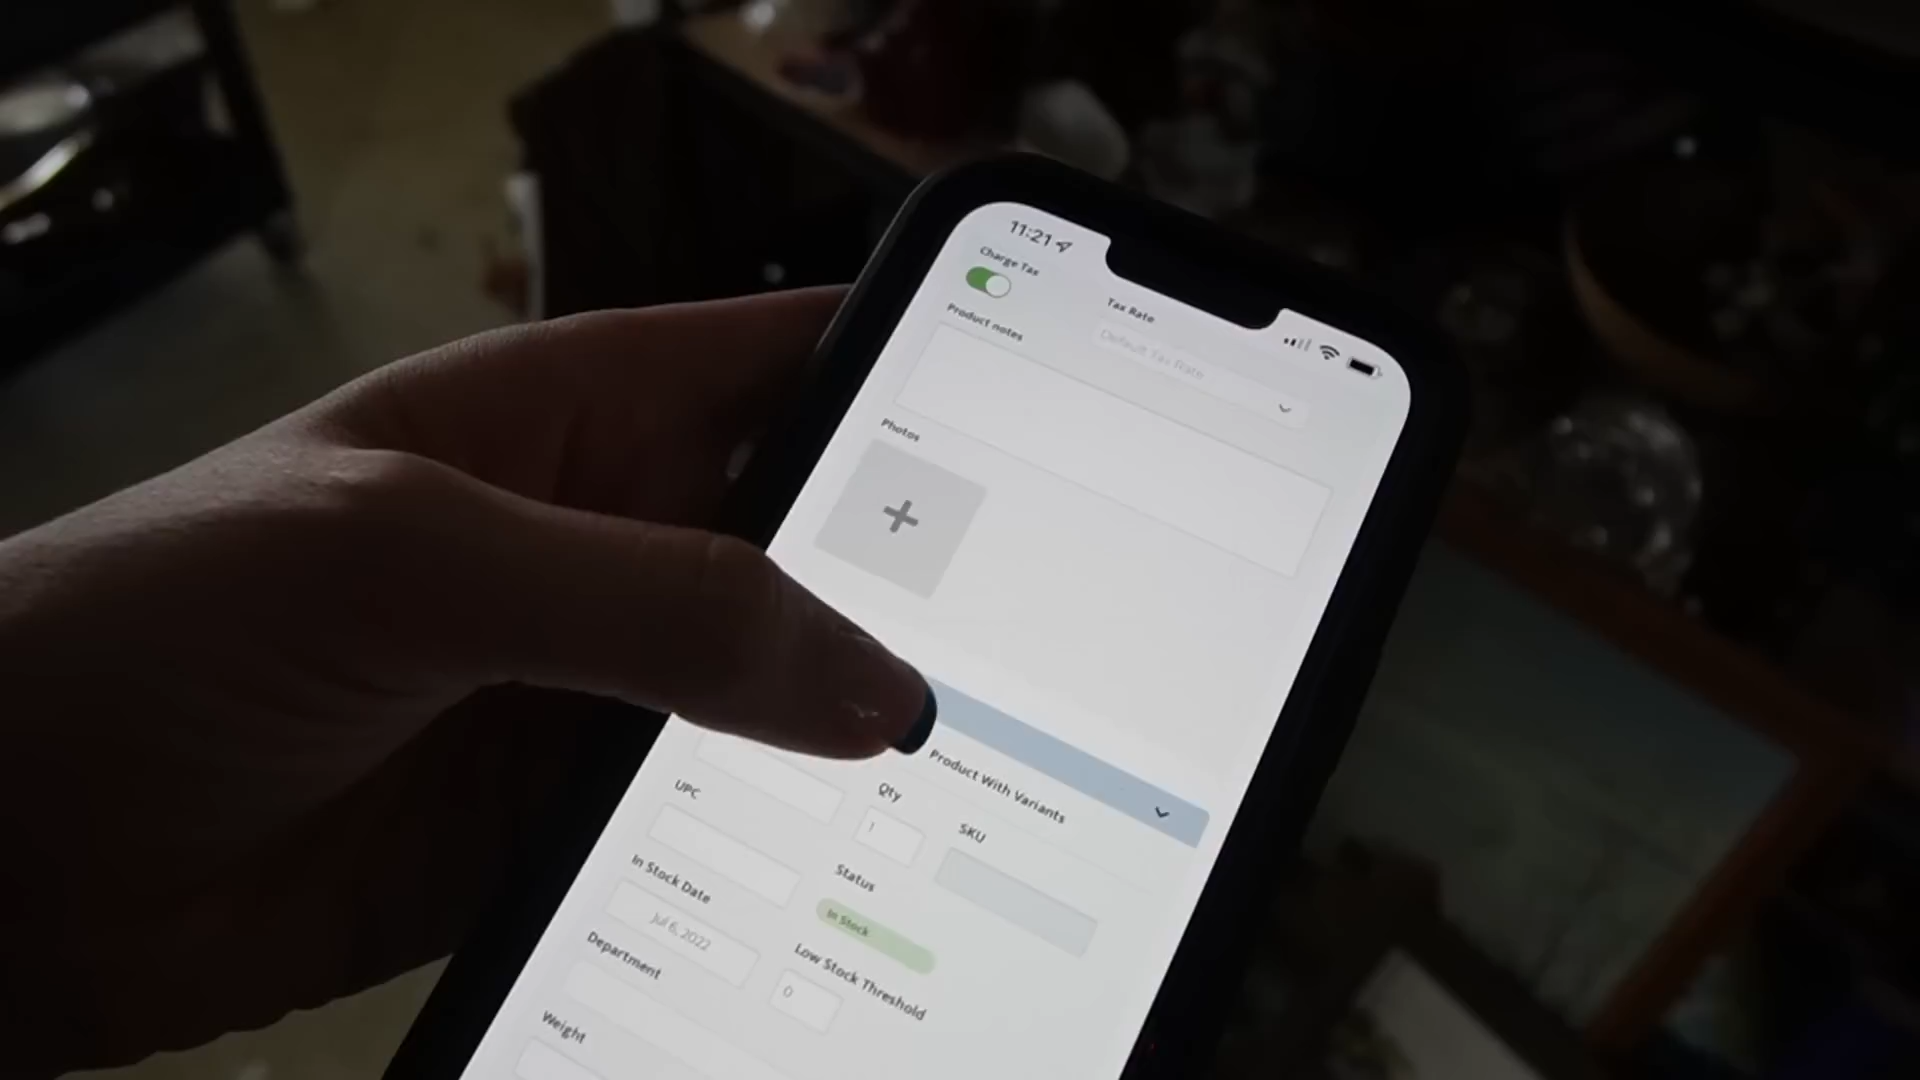 11:21
Charge Tax
Tax Rate
Default Tax Rate
Product notes
Photos
Product With Variants
UPC
Qty
1
SKU
In Stock Date
Jul 6, 2022
Status
In Stock
Department
Low Stock Threshold
0
Weight